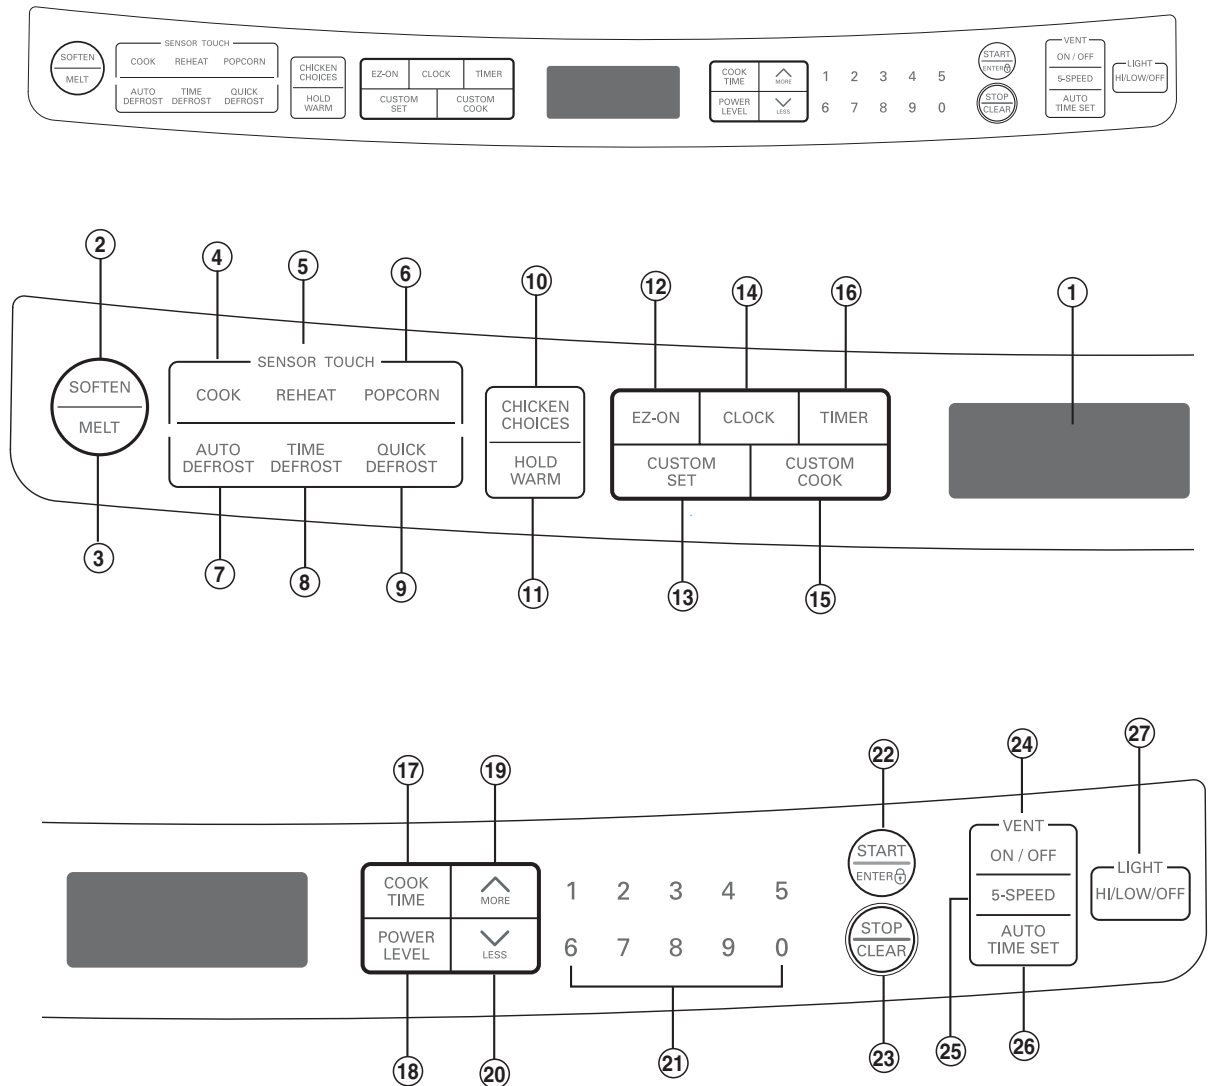 SENSOR TOUCH
SOFTEN
MELT
COOK REHEAT POPCORN
AUTO DEFROST TIME DEFROST QUICK DEFROST
CHICKEN
CHOICES
HOLD
WARM
EZ-ON CLOCK TIMER
CUSTOM SET CUSTOM COOK
COOK
TIME
MORE
POWER
LEVEL
LESS
1 2 3 4 5
6 7 8 9 0
START
ENTER
STOP
CLEAR
VENT
ON / OFF
5-SPEED
AUTO
TIME SET
LIGHT
HI/LOW/OFF
2 4 5 6 10 12 14 16 1
SENSOR TOUCH
SOFTEN
MELT
COOK REHEAT POPCORN
AUTO
DEFROST
TIME
DEFROST
QUICK
DEFROST
CHICKEN
CHOICES
HOLD
WARM
EZ-ON CLOCK TIMER
CUSTOM
SET
CUSTOM
COOK
3 7 8 9 11 13 15
17 19 22 24 27
COOK
TIME
MORE
POWER
LEVEL
LESS
1 2 3 4 5
6 7 8 9 0
START
ENTER
STOP
CLEAR
VENT
ON / OFF
5-SPEED
AUTO
TIME SET
LIGHT
HI/LOW/OFF
18 20 21 23 25 26